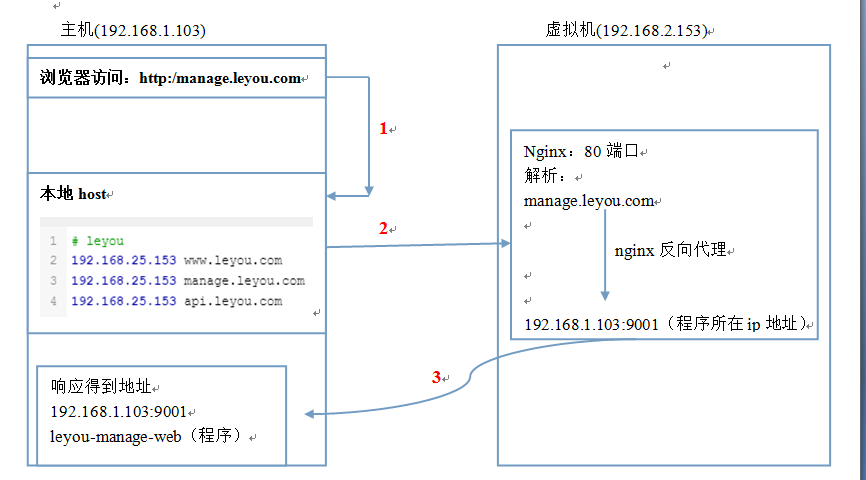 主机(192.168.1.103)
虚拟机(192.168.2.153)
浏览器访问：http:/manage.leyou.com
1
本地 host
1 # leyou
2 192.168.25.153 www.leyou.com
3 192.168.25.153 manage.leyou.com
4 192.168.25.153 api.leyou.com
2
Nginx：80 端口
解析：
manage.leyou.com
nginx 反向代理
192.168.1.103:9001（程序所在 ip 地址）
3
响应得到地址
192.168.1.103:9001
leyou-manage-web（程序）